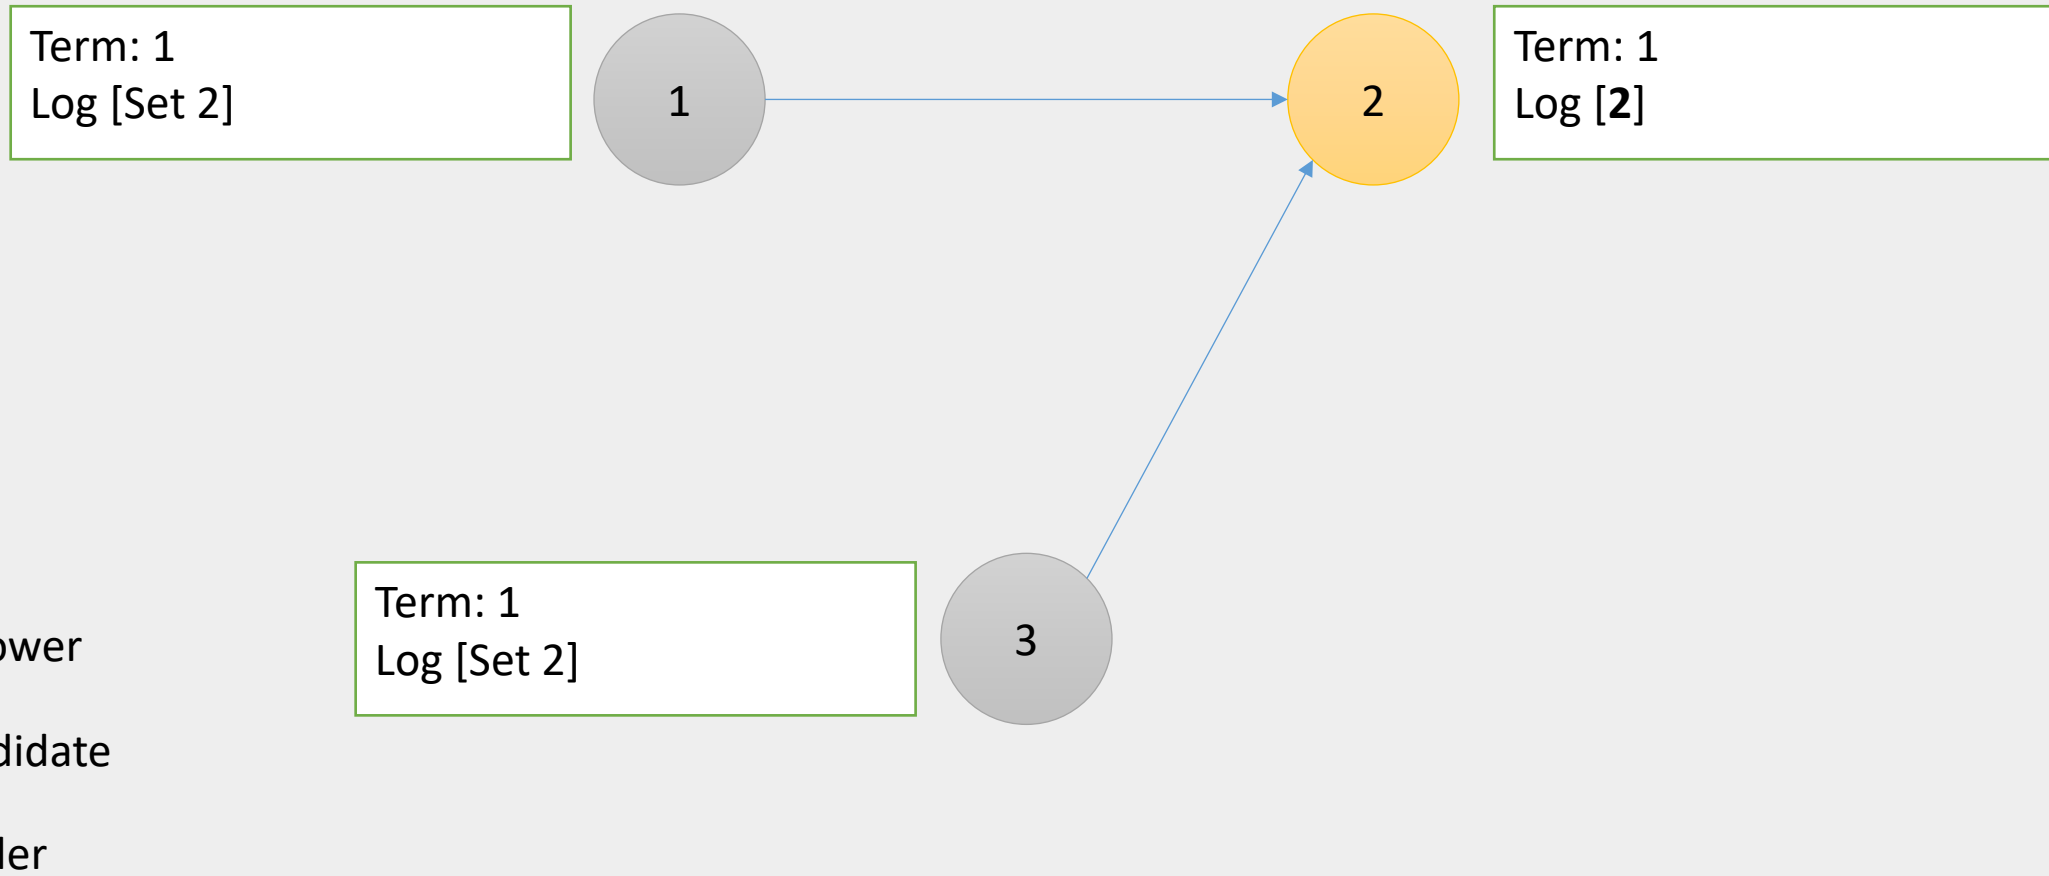 Term: 1
Log [Set 2]
1
2
Term: 1
Log [2]
Term: 1
Log [Set 2]
3
ower
didate
ler